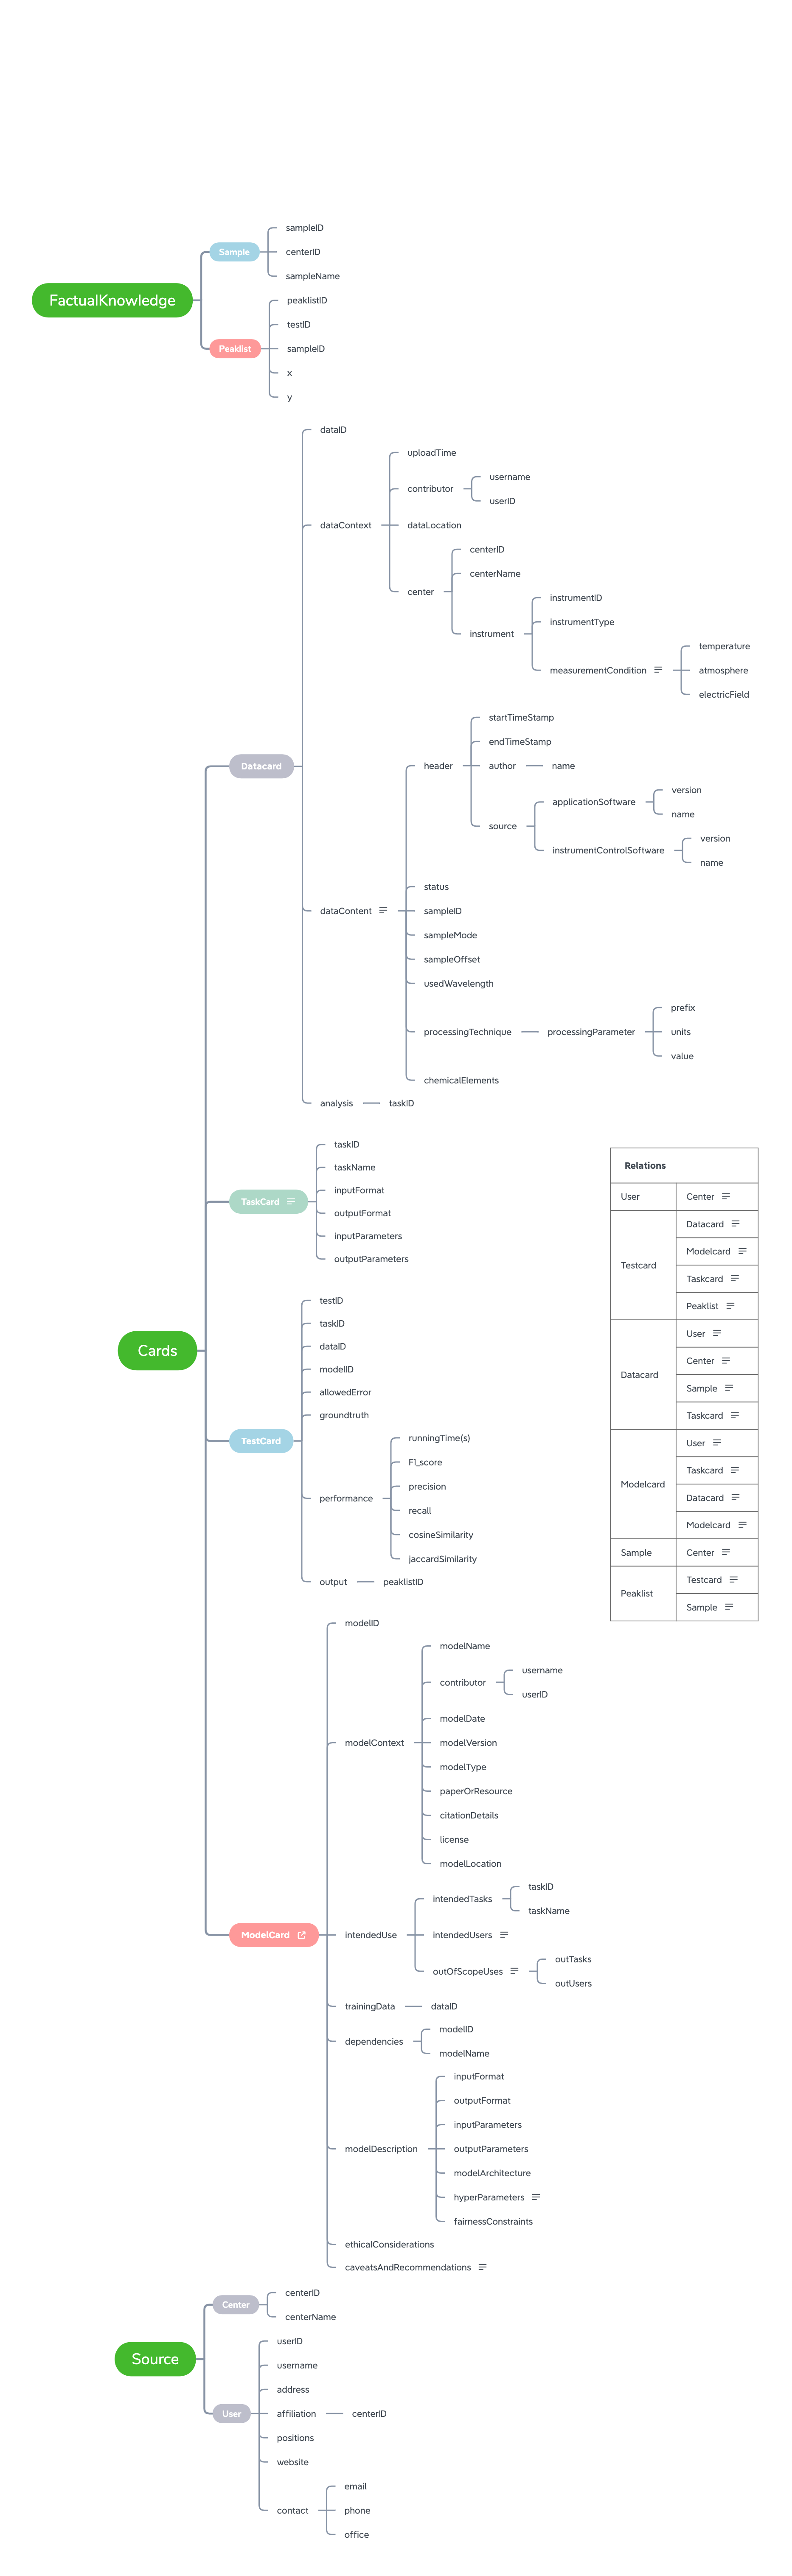 FactualKnowledge
Sample
sampleID
centerID
sampleName
Peaklist
peaklistID
testID
sampleID
x
y
Cards
Datacard
dataID
dataContext
uploadTime
contributor
username
userID
dataLocation
center
centerID
centerName
instrument
instrumentID
instrumentType
measurementCondition
temperature
atmosphere
electricField
dataContent
header
startTimeStamp
endTimeStamp
author
name
source
applicationSoftware
version
name
instrumentControlSoftware
version
name
status
sampleID
sampleMode
sampleOffset
usedWavelength
processingTechnique
processingParameter
prefix
units
value
chemicalElements
analysis
taskID
TaskCard
taskID
taskName
inputFormat
outputFormat
inputParameters
outputParameters
TestCard
testID
taskID
dataID
modelID
allowedError
groundtruth
performance
runningTime(s)
F1_score
precision
recall
cosineSimilarity
jaccardSimilarity
output
peaklistID
ModelCard
modelID
modelContext
modelName
contributor
username
userID
modelDate
modelVersion
modelType
paperOrResource
citationDetails
license
modelLocation
intendedUse
intendedTasks
taskID
taskName
intendedUsers
outOfScopeUses
outTasks
outUsers
trainingData
dataID
dependencies
modelID
modelName
modelDescription
inputFormat
outputFormat
inputParameters
outputParameters
modelArchitecture
hyperParameters
fairnessConstraints
ethicalConsiderations
caveatsAndRecommendations
Relations
User
Center
Testcard
Datacard
Modelcard
Taskcard
Peaklist
Datacard
User
Center
Sample
Taskcard
Modelcard
User
Taskcard
Datacard
Modelcard
Sample
Center
Peaklist
Testcard
Sample
Source
Center
centerID
centerName
User
userID
username
address
affiliation
centerID
positions
website
contact
email
phone
office